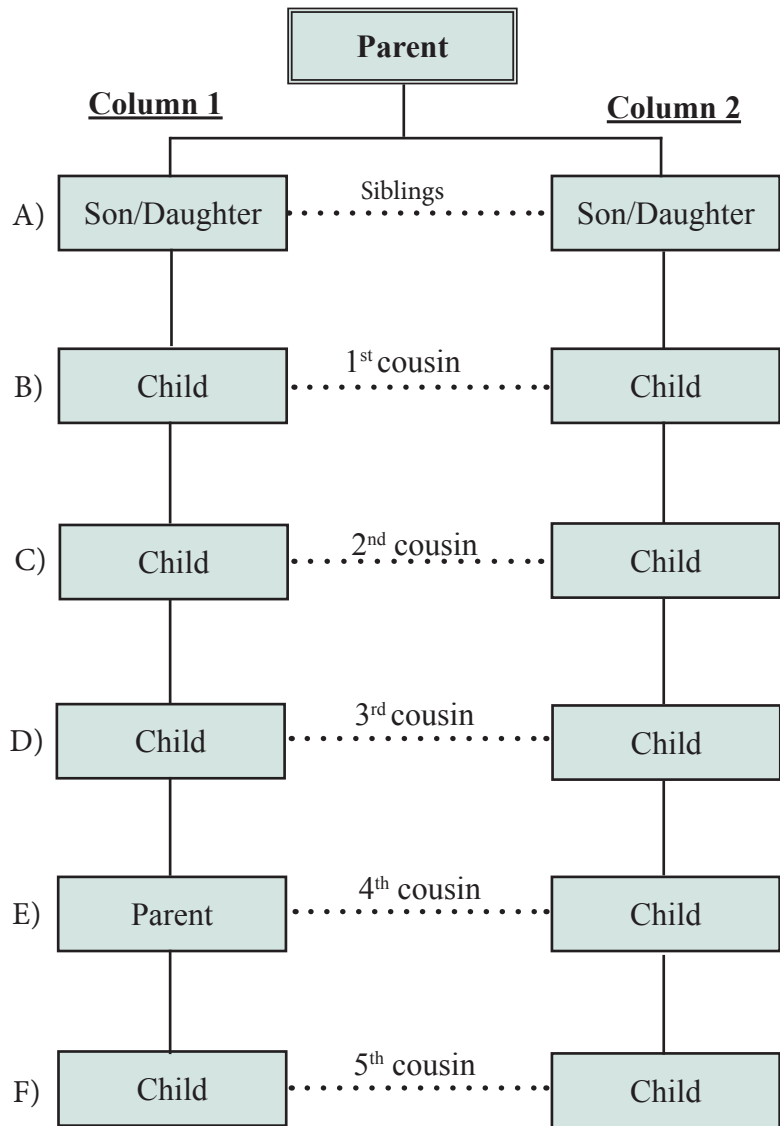 Parent
Column 1 Column 2
A) Son/Daughter Siblings Son/Daughter
B) Child 1st cousin Child
C) Child 2nd cousin Child
D) Child 3rd cousin Child
E) Parent 4th cousin Child
F) Child 5th cousin Child